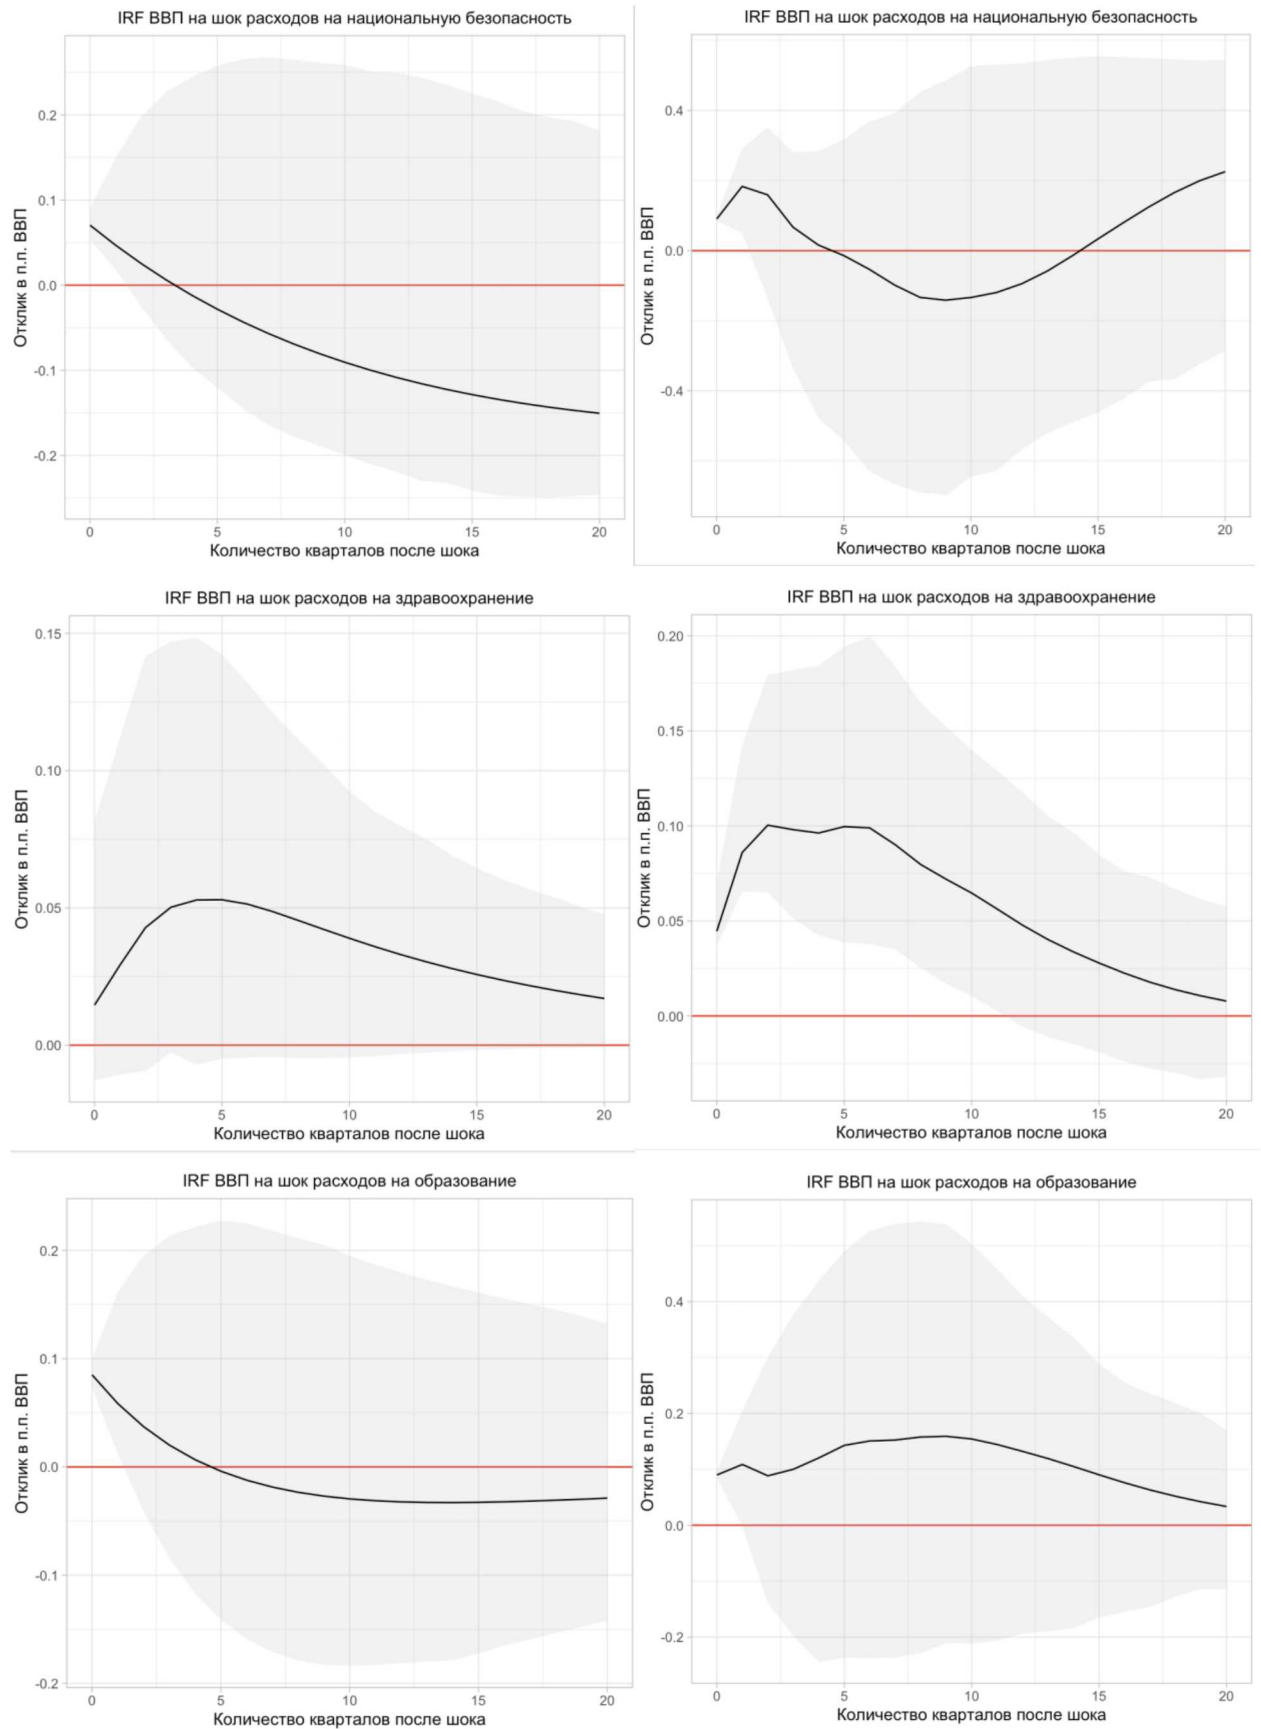 IRF ВВП на шок расходов на национальную безопасность
0.2
0.1
0.0
-0.1
-0.2
Отклик в п.п. ВВП
0 5 10 15 20
Количество кварталов после шока
IRF ВВП на шок расходов на национальную безопасность
0.4
0.0
-0.4
Отклик в п.п. ВВП
0 5 10 15 20
Количество кварталов после шока
IRF ВВП на шок расходов на здравоохранение
0.15
0.10
0.05
0.00
Отклик в п.п. ВВП
0 5 10 15 20
Количество кварталов после шока
IRF ВВП на шок расходов на здравоохранение
0.20
0.15
0.10
0.05
0.00
Отклик в п.п. ВВП
0 5 10 15 20
Количество кварталов после шока
IRF ВВП на шок расходов на образование
0.2
0.1
0.0
-0.1
-0.2
Отклик в п.п. ВВП
0 5 10 15 20
Количество кварталов после шока
IRF ВВП на шок расходов на образование
0.4
0.2
0.0
-0.2
Отклик в п.п. ВВП
0 5 10 15 20
Количество кварталов после шока